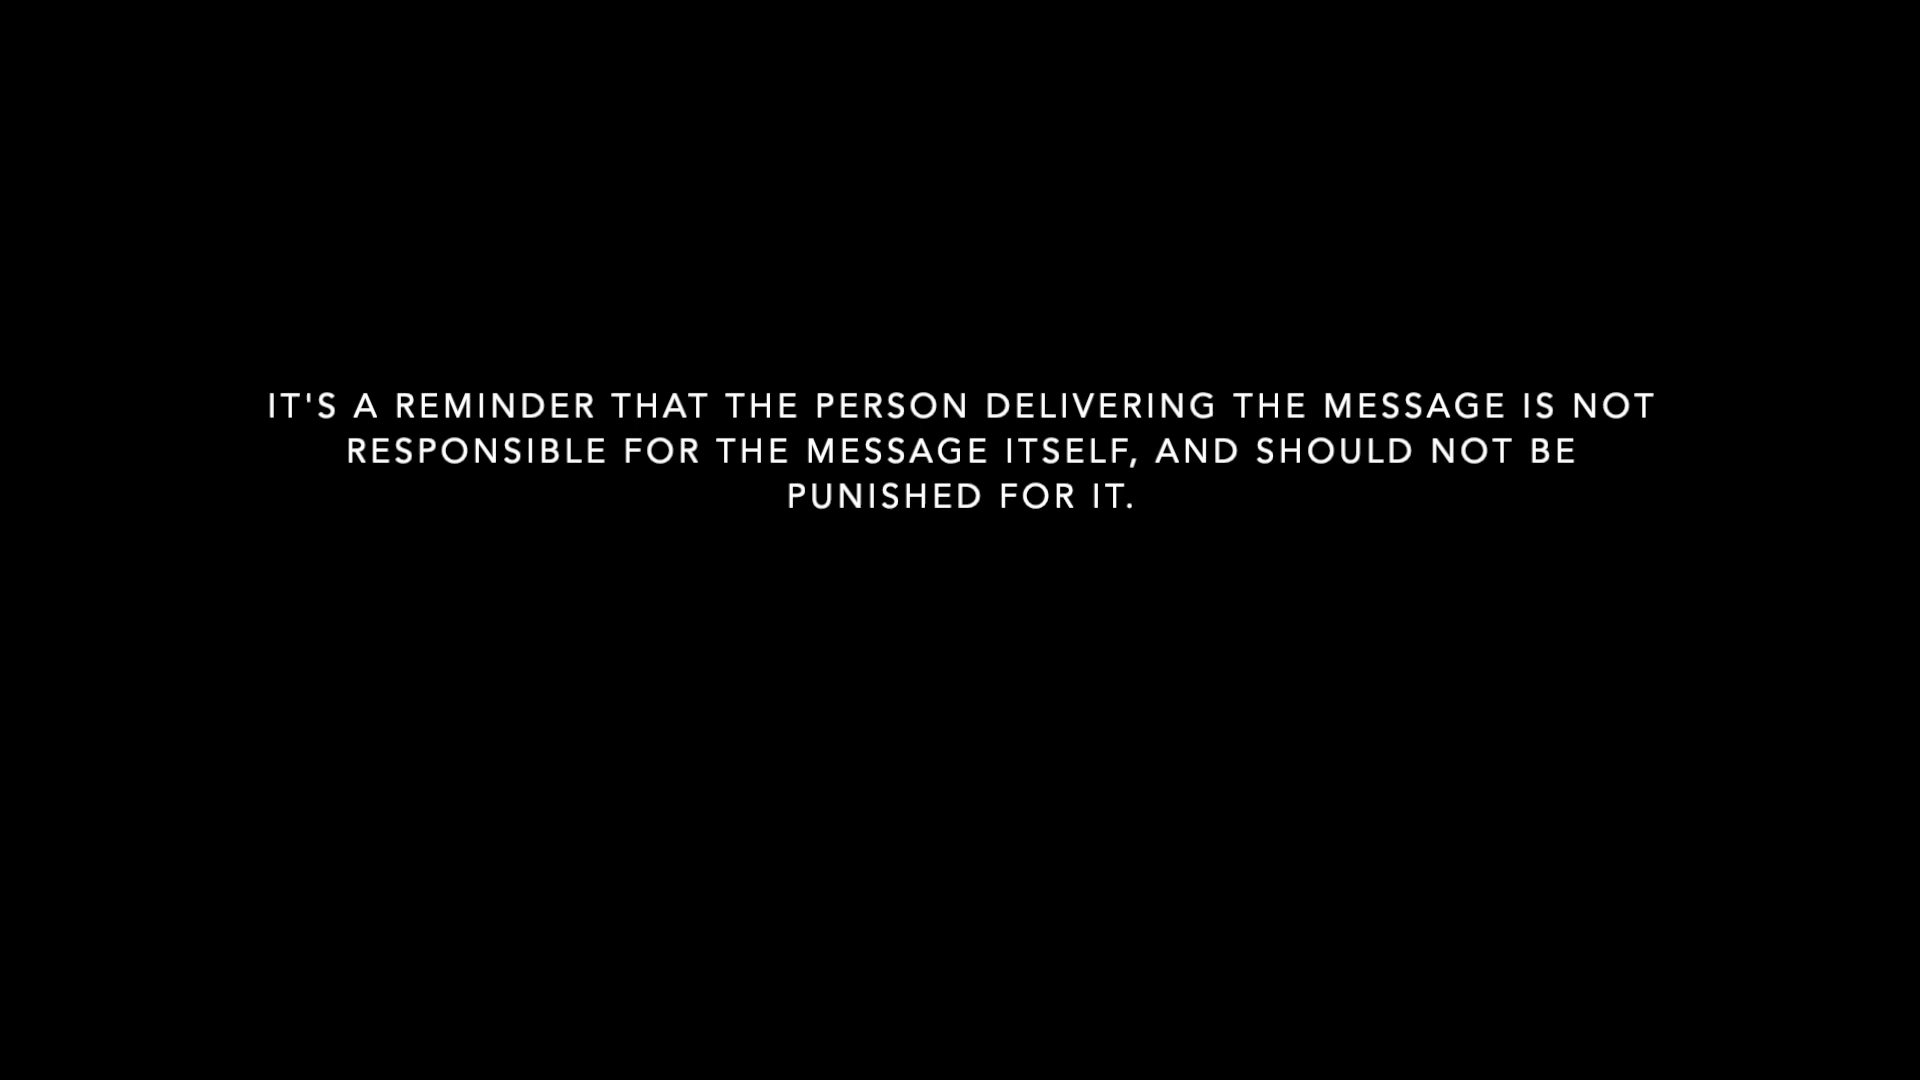 IT'S A REMINDER THAT THE PERSON DELIVERING THE MESSAGE IS NOT
RESPONSIBLE FOR THE MESSAGE ITSELF, AND SHOULD NOT BE
PUNISHED FOR IT.